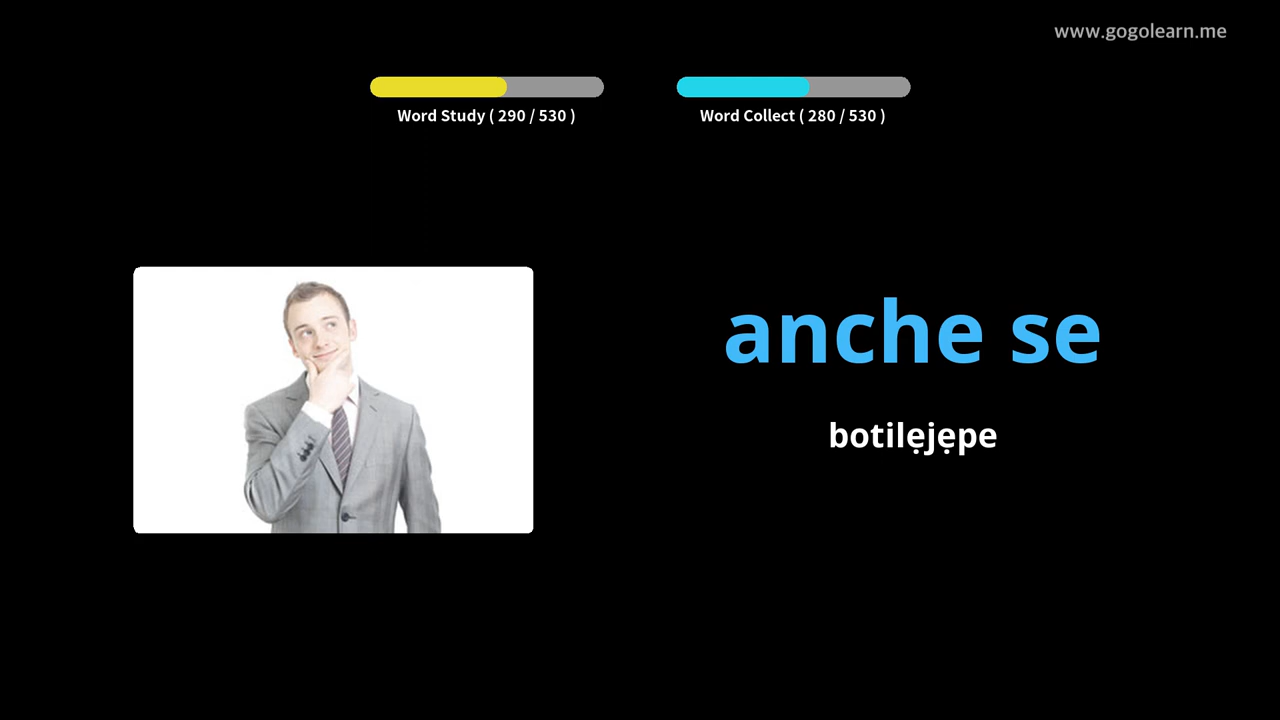 www.gogolearn.me
Word Study ( 290 / 530 )
Word Collect ( 280 / 530 )
anche se
botilẹjẹpe